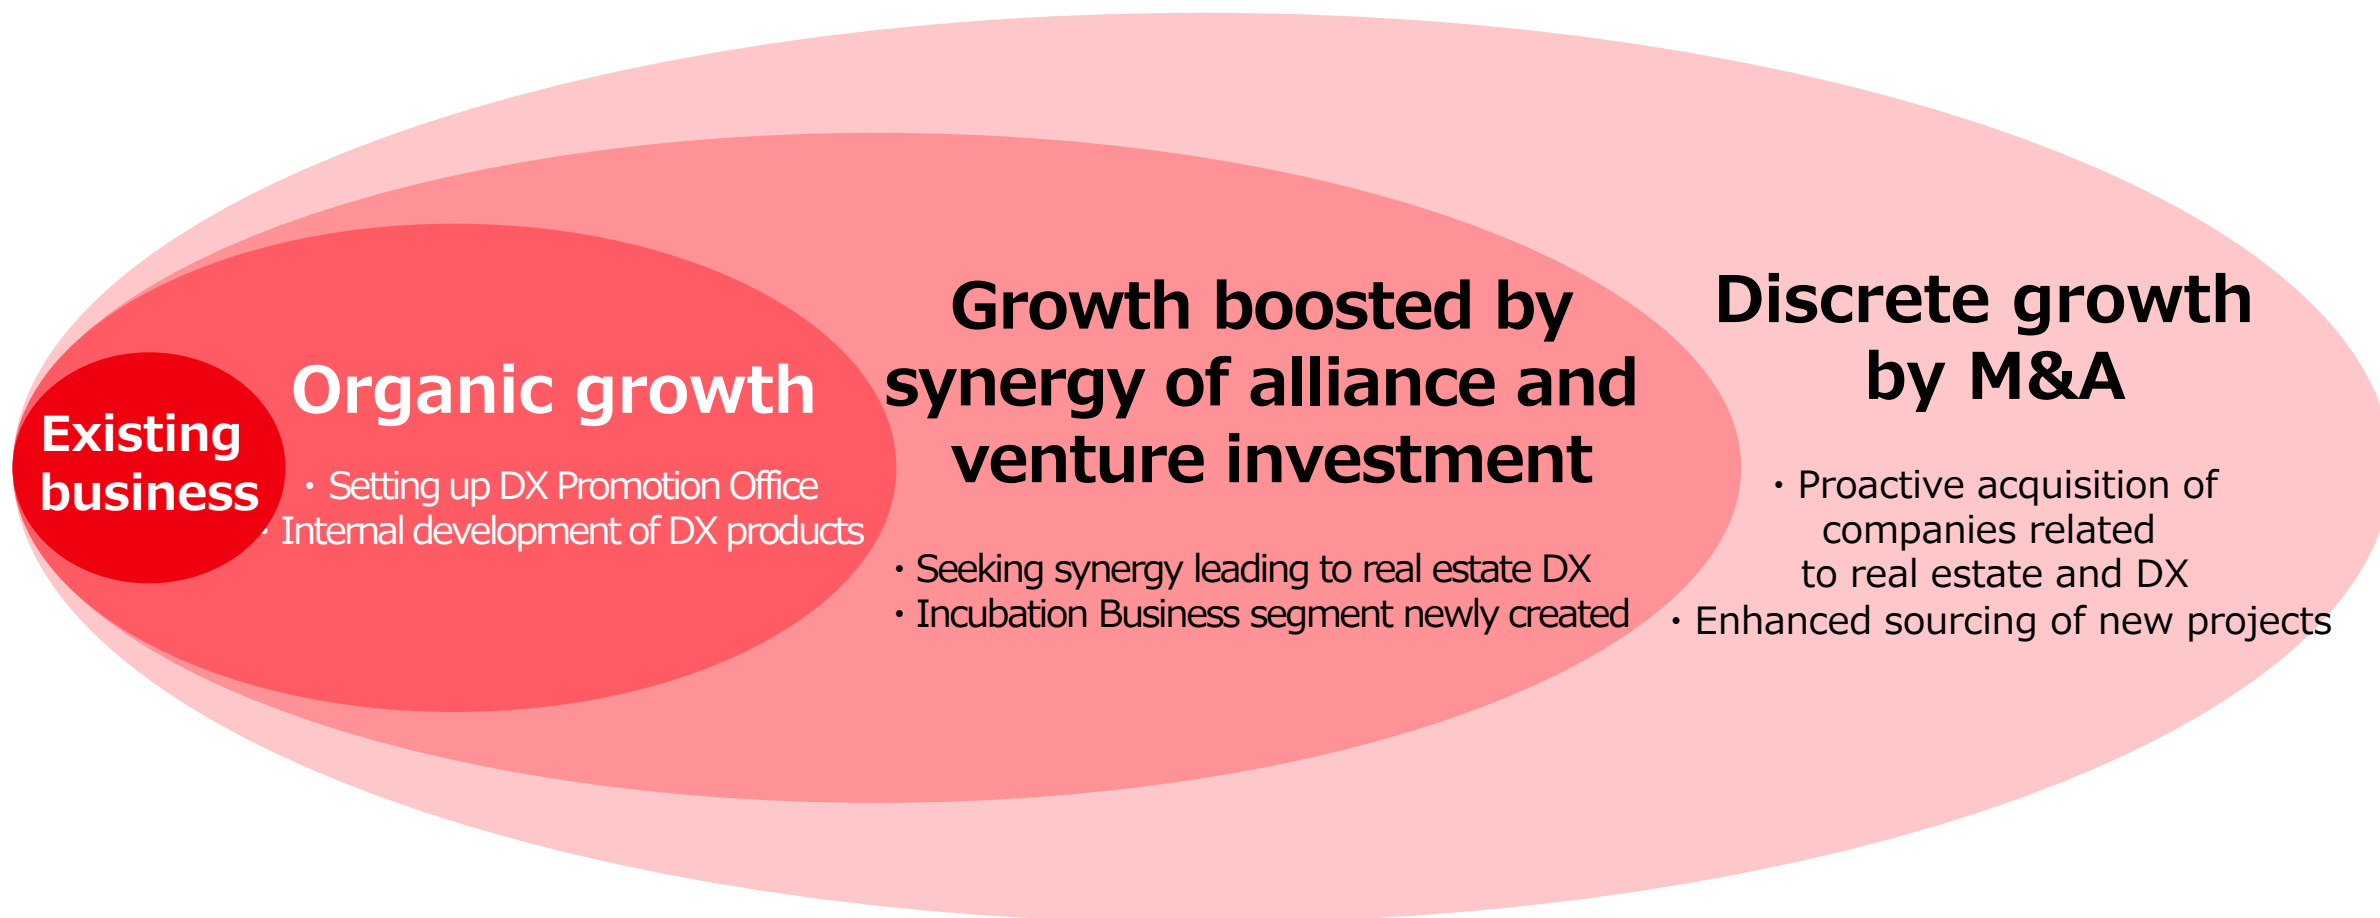 Existing
business
Organic growth
・Setting up DX Promotion Office
・Internal development of DX products
Growth boosted by
synergy of alliance and
venture investment
・Seeking synergy leading to real estate DX
・Incubation Business segment newly created
Discrete growth
by M&A
・Proactive acquisition of
companies related
to real estate and DX
・Enhanced sourcing of new projects